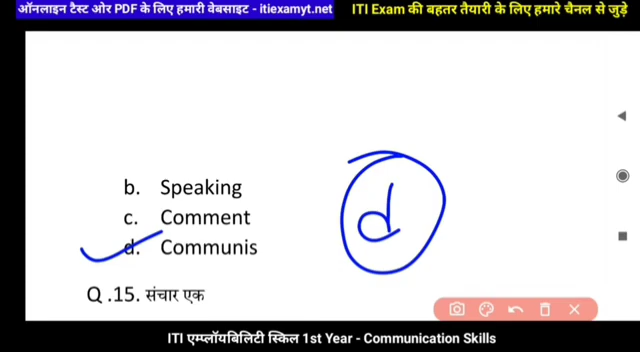 ऑनलाइन टैस्ट ओर PDF के लिए हमारी वेबसाइट - itiexamyt.net
ITI Exam की बहतर तैयारी के लिए हमारे चैनल से जुड़े
b. Speaking
c. Comment
d. Communis
d
Q .15. संचार एक
ITI एम्प्लॉयबिलिटी स्किल 1st Year - Communication Skills